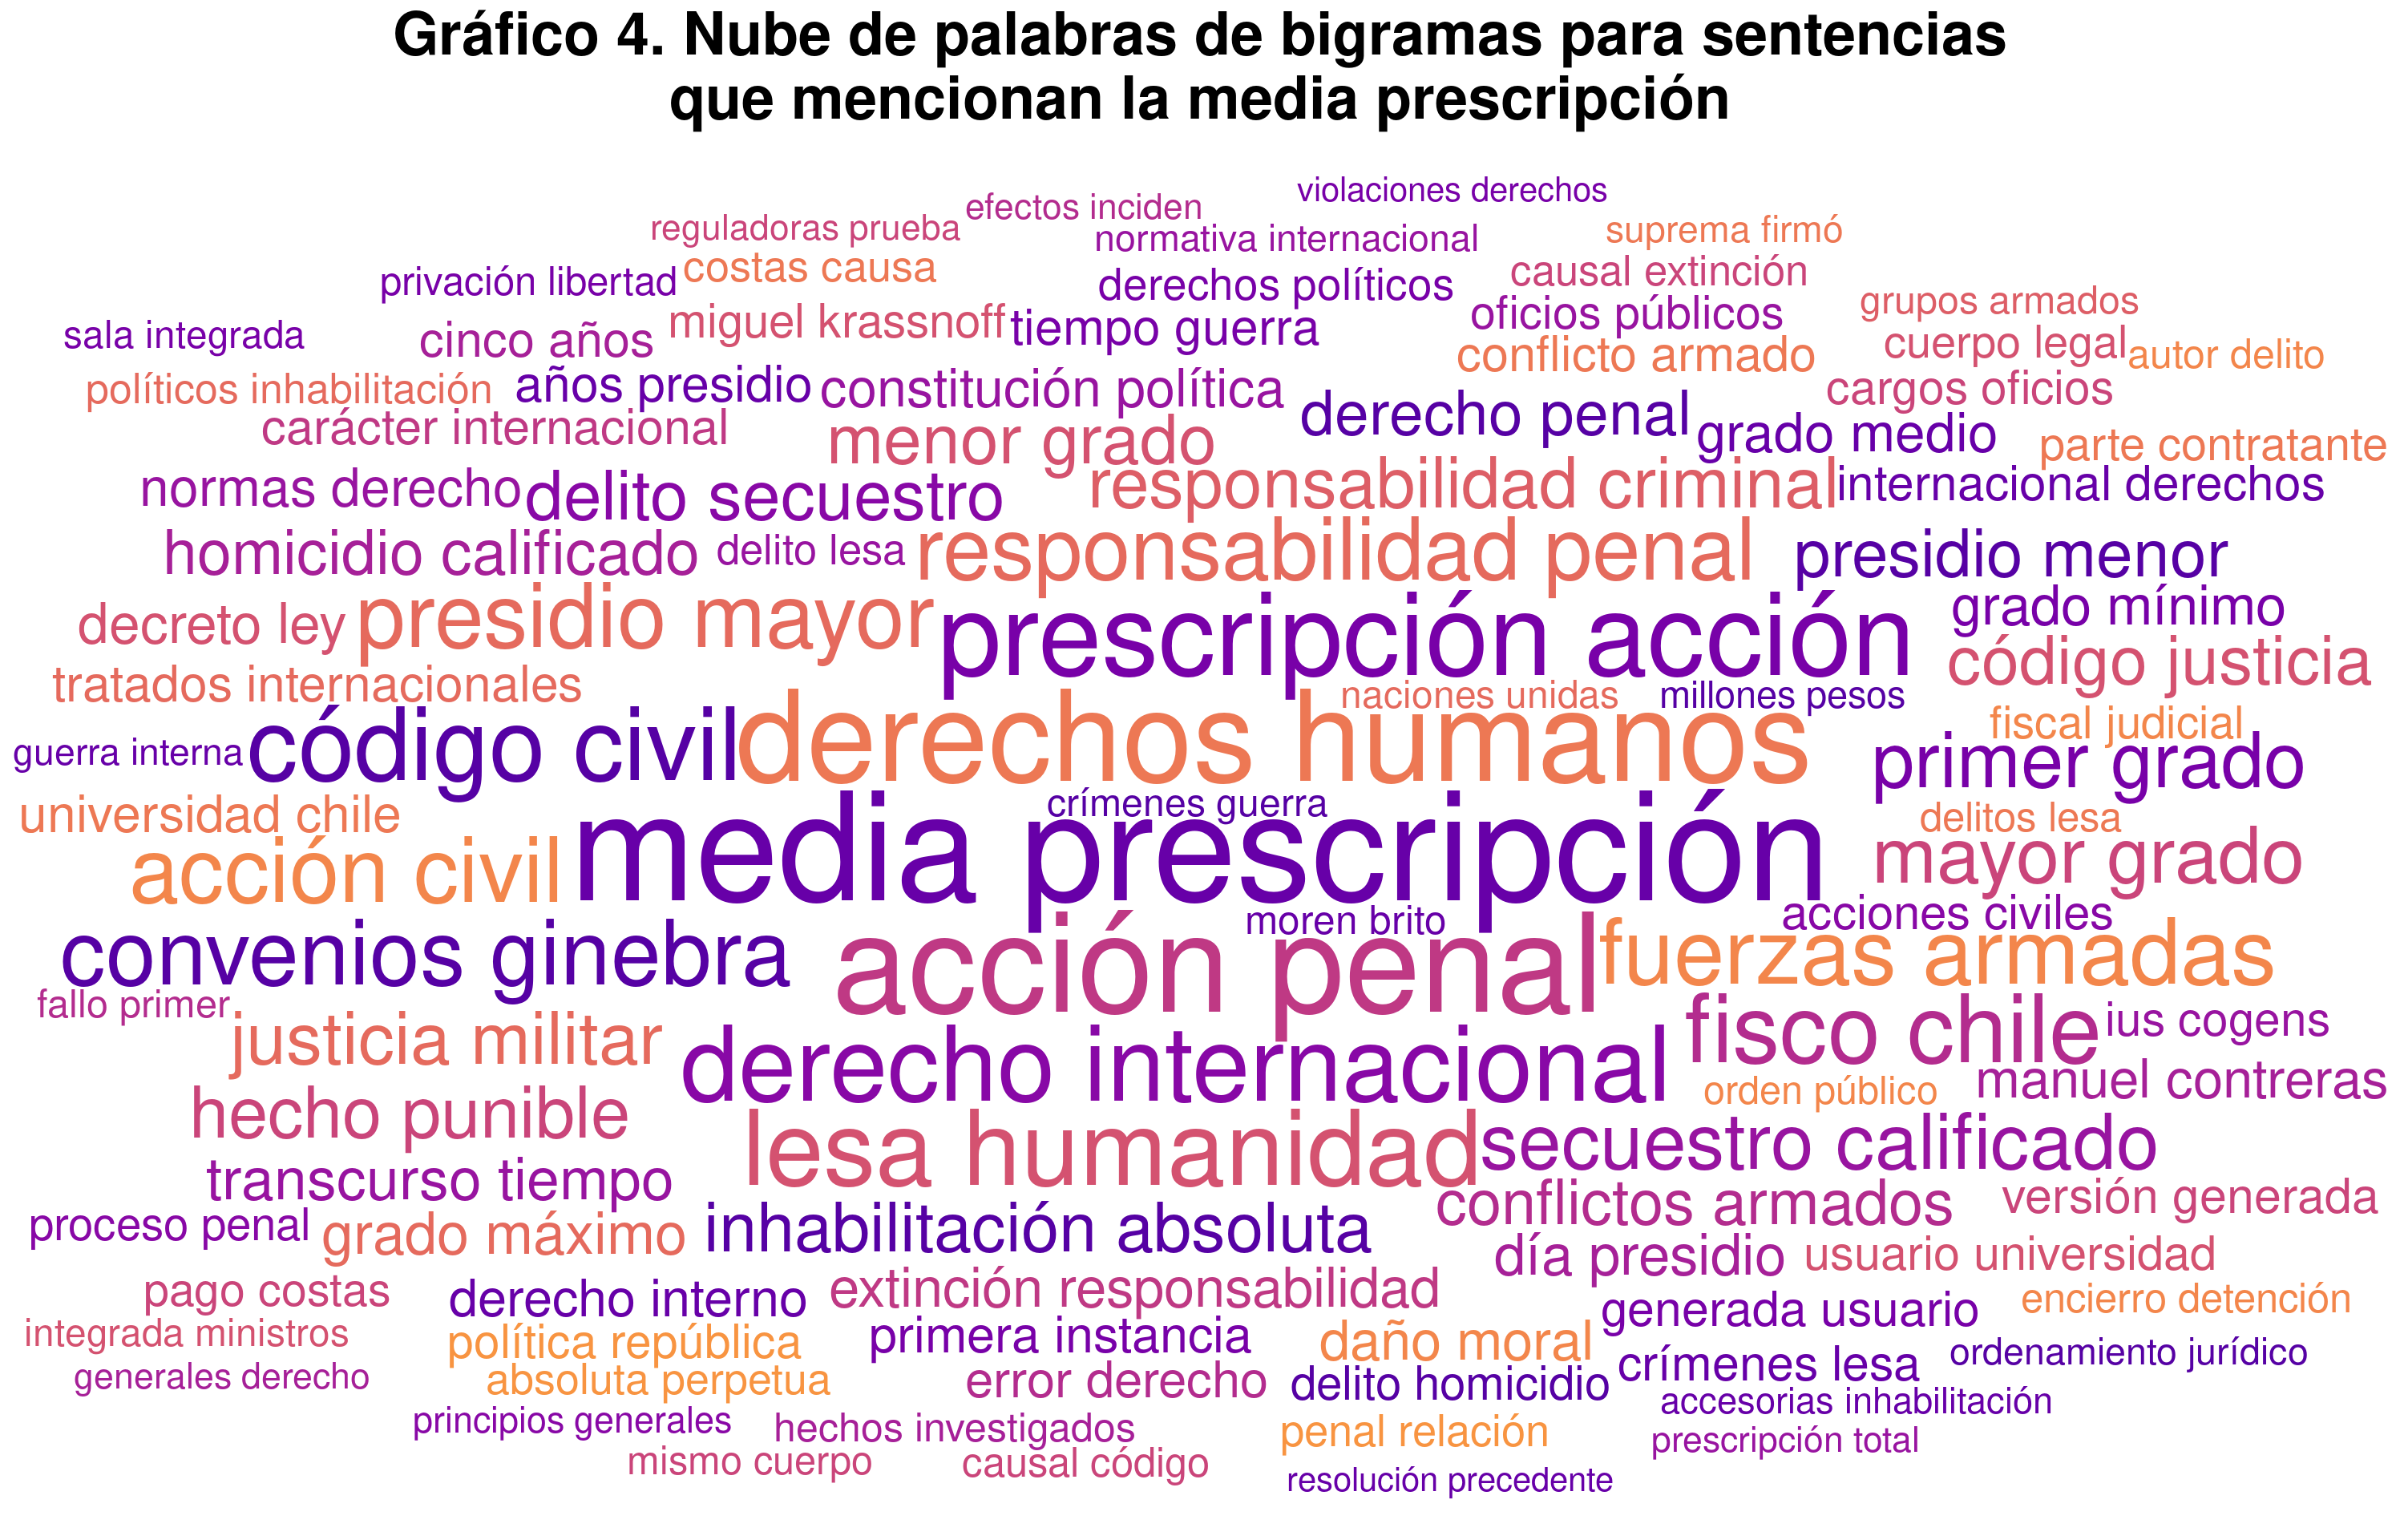 Gráfico 4. Nube de palabras de bigramas para sentencias
que mencionan la media prescripción
violaciones derechos
efectos inciden
reguladoras prueba
suprema firmó
normativa internacional
privación libertad
costas causa
derechos políticos
causal extinción
grupos armados
sala integrada
cinco años
miguel krassnoff
tiempo guerra
oficios públicos
cuerpo legal
autor delito
conflicto armado
políticos inhabilitación
años presidio
constitución política
cargos oficios
carácter internacional
menor grado
derecho penal
grado medio
parte contratante
normas derecho
delito secuestro
responsabilidad criminal
internacional derechos
homicidio calificado
delito lesa
responsabilidad penal
presidio menor
decreto ley
presidio mayor
prescripción acción
grado mínimo
código justicia
tratados internacionales
naciones unidas
millones pesos
fiscal judicial
guerra interna
código civil
derechos humanos
primer grado
universidad chile
crímenes guerra
delitos lesa
acción civil
media prescripción
mayor grado
moren brito
acciones civiles
convenios ginebra
acción penal
fuerzas armadas
fallo primer
justicia militar
fisco chile
ius cogens
derecho internacional
orden público
manuel contreras
hecho punible
lesa humanidad
secuestro calificado
transcurso tiempo
conflictos armados
versión generada
proceso penal
grado máximo
inhabilitación absoluta
día presidio
usuario universidad
pago costas
derecho interno
extinción responsabilidad
generada usuario
encierro detención
integrada ministros
política república
primera instancia
daño moral
crímenes lesa
ordenamiento jurídico
generales derecho
absoluta perpetua
error derecho
delito homicidio
accesorias inhabilitación
principios generales
hechos investigados
penal relación
prescripción total
mismo cuerpo
causal código
resolución precedente